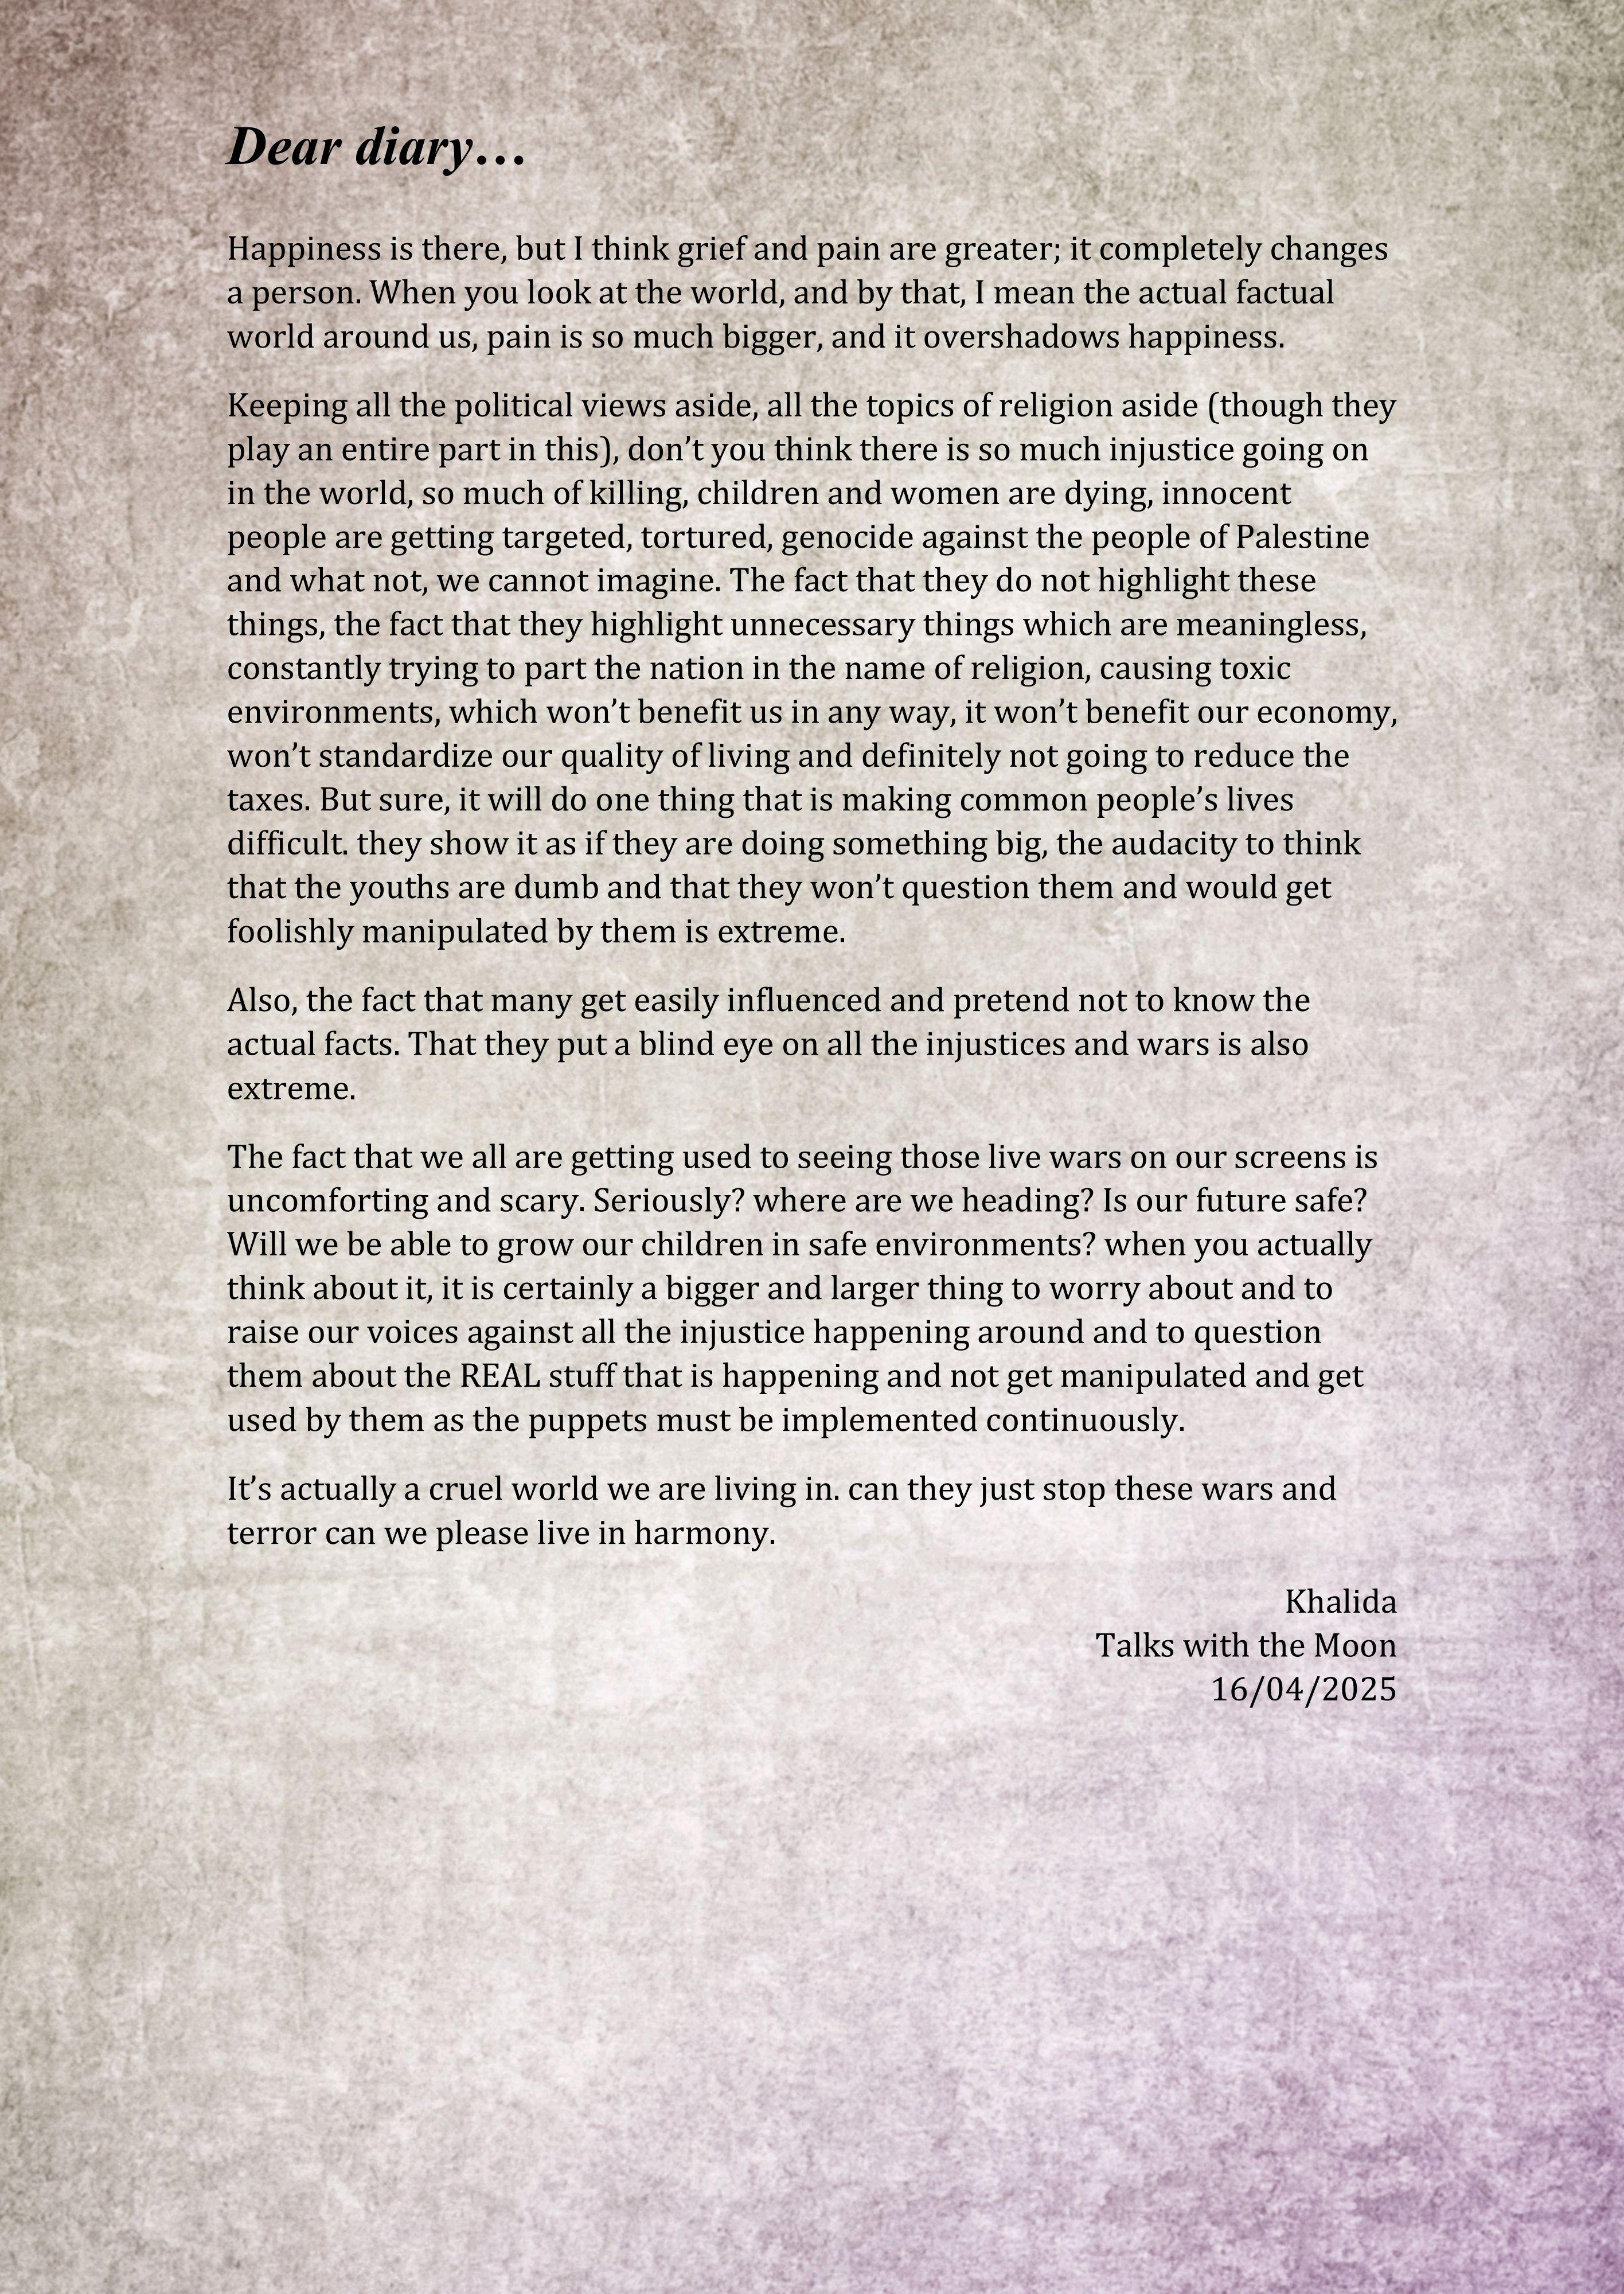 Dear diary…
Happiness is there, but I think grief and pain are greater; it completely changes
a person. When you look at the world, and by that, I mean the actual factual
world around us, pain is so much bigger, and it overshadows happiness.
Keeping all the political views aside, all the topics of religion aside (though they
play an entire part in this), don’t you think there is so much injustice going on
in the world, so much of killing, children and women are dying, innocent
people are getting targeted, tortured, genocide against the people of Palestine
and what not, we cannot imagine. The fact that they do not highlight these
things, the fact that they highlight unnecessary things which are meaningless,
constantly trying to part the nation in the name of religion, causing toxic
environments, which won’t benefit us in any way, it won’t benefit our economy,
won’t standardize our quality of living and definitely not going to reduce the
taxes. But sure, it will do one thing that is making common people’s lives
difficult. they show it as if they are doing something big, the audacity to think
that the youths are dumb and that they won’t question them and would get
foolishly manipulated by them is extreme.
Also, the fact that many get easily influenced and pretend not to know the
actual facts. That they put a blind eye on all the injustices and wars is also
extreme.
The fact that we all are getting used to seeing those live wars on our screens is
uncomforting and scary. Seriously? where are we heading? Is our future safe?
Will we be able to grow our children in safe environments? when you actually
think about it, it is certainly a bigger and larger thing to worry about and to
raise our voices against all the injustice happening around and to question
them about the REAL stuff that is happening and not get manipulated and get
used by them as the puppets must be implemented continuously.
It’s actually a cruel world we are living in. can they just stop these wars and
terror can we please live in harmony.
Khalida
Talks with the Moon
16/04/2025